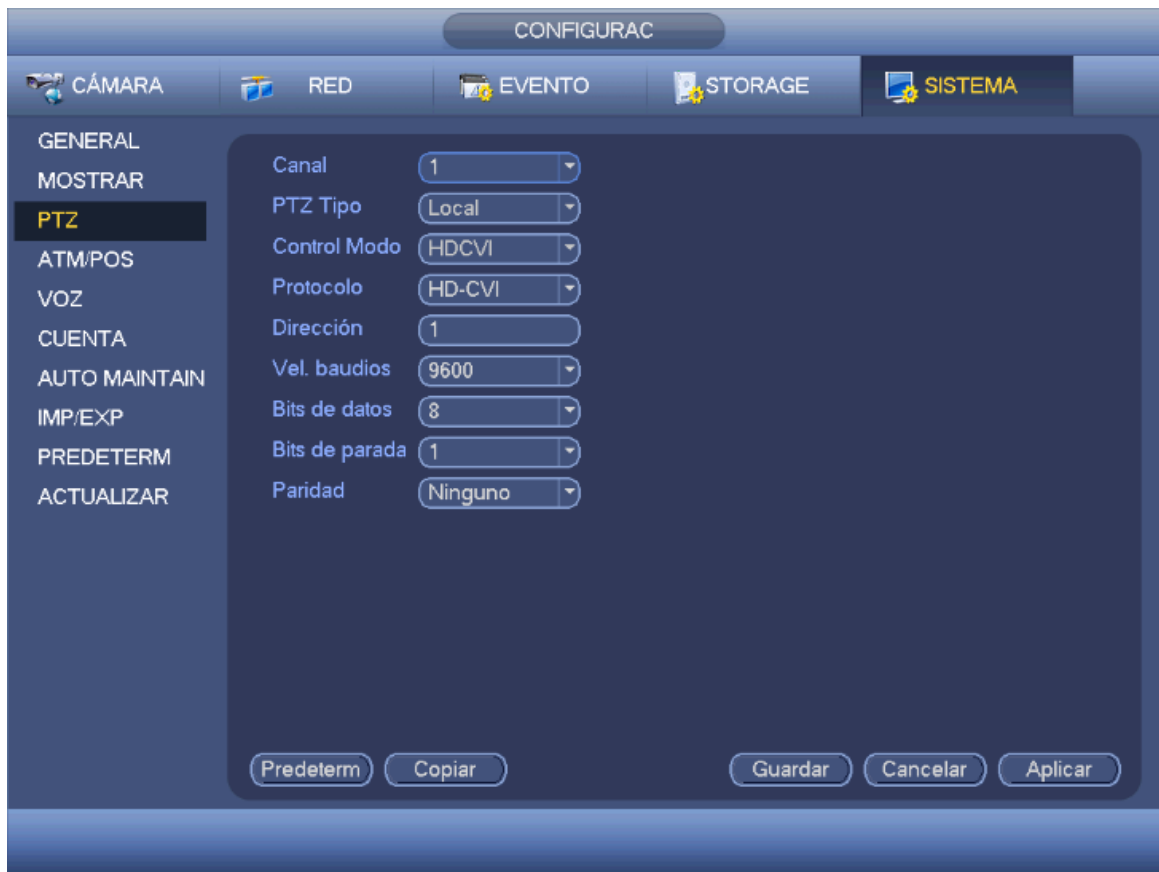 CONFIGURAC
CÁMARA RED EVENTO STORAGE SISTEMA
GENERAL
MOSTRAR
PTZ
ATM/POS
VOZ
CUENTA
AUTO MAINTAIN
IMP/EXP
PREDETERM
ACTUALIZAR
Canal 1
PTZ Tipo Local
Control Modo HDCVI
Protocolo HD-CVI
Dirección 1
Vel. baudios 9600
Bits de datos 8
Bits de parada 1
Paridad Ninguno
Predeterm Copiar Guardar Cancelar Aplicar